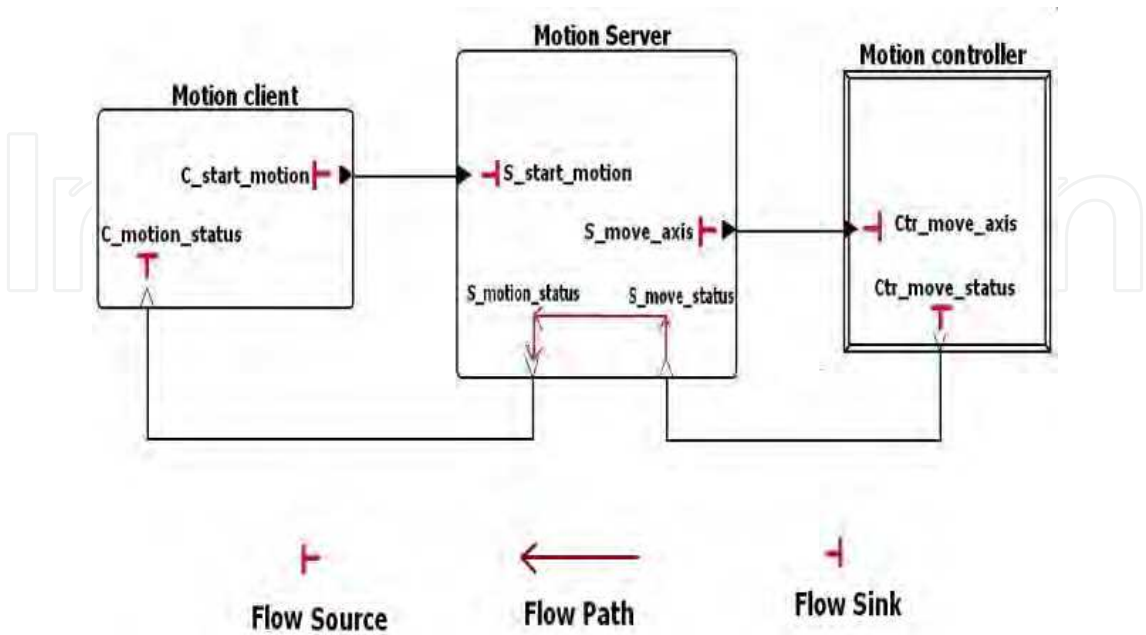 Motion Server
Motion controller
Motion client
C_start_motion
S_start_motion
C_motion_status
S_move_axis
Ctr_move_axis
S_motion_status
S_move_status
Ctr_move_status
Flow Source
Flow Path
Flow Sink